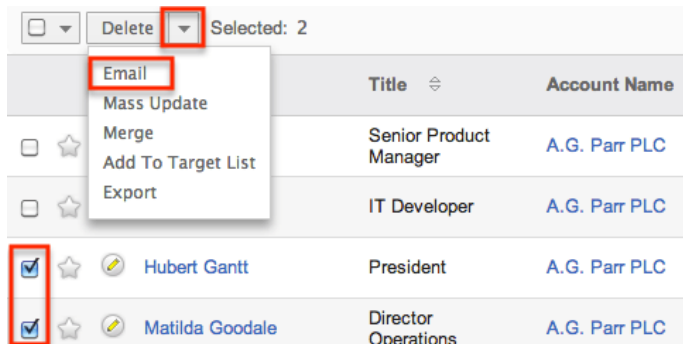 Delete Selected: 2
Email
Mass Update
Merge
Add To Target List
Export
Title Account Name
Senior Product
Manager
A.G. Parr PLC
IT Developer A.G. Parr PLC
Hubert Gantt President A.G. Parr PLC
Matilda Goodale Director
Operations
A.G. Parr PLC